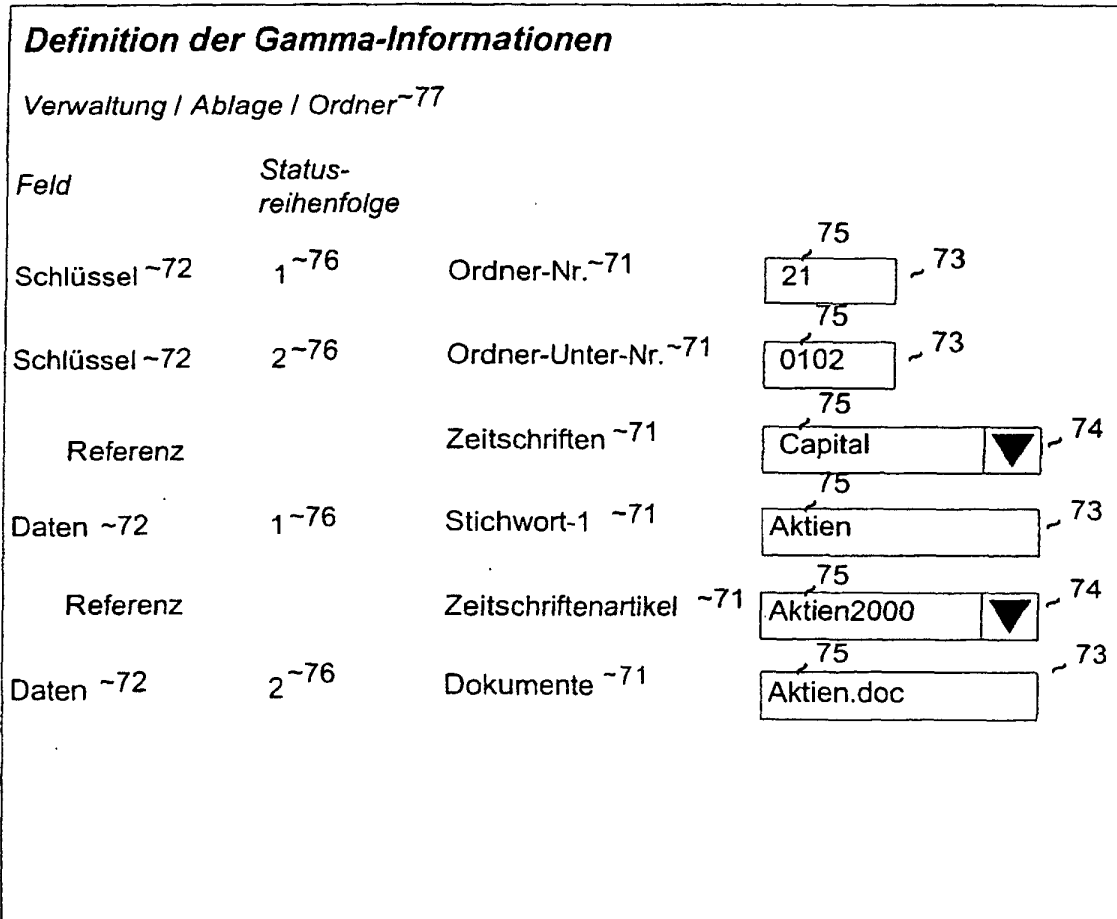 Definition der Gamma-Informationen
Verwaltung / Ablage / Ordner~77
Feld Status-
reihenfolge
75
Schlüssel ~72 1~76 Ordner-Nr.~71 21 ~ 73
75
Schlüssel ~72 2~76 Ordner-Unter-Nr.~71 0102 ~ 73
75
Referenz Zeitschriften ~71 Capital ~ 74
75
Daten ~72 1~76 Stichwort-1 ~71 Aktien ~ 73
75
Referenz Zeitschriftenartikel ~71 Aktien2000 ~ 74
75
Daten ~72 2~76 Dokumente ~71 Aktien.doc ~ 73